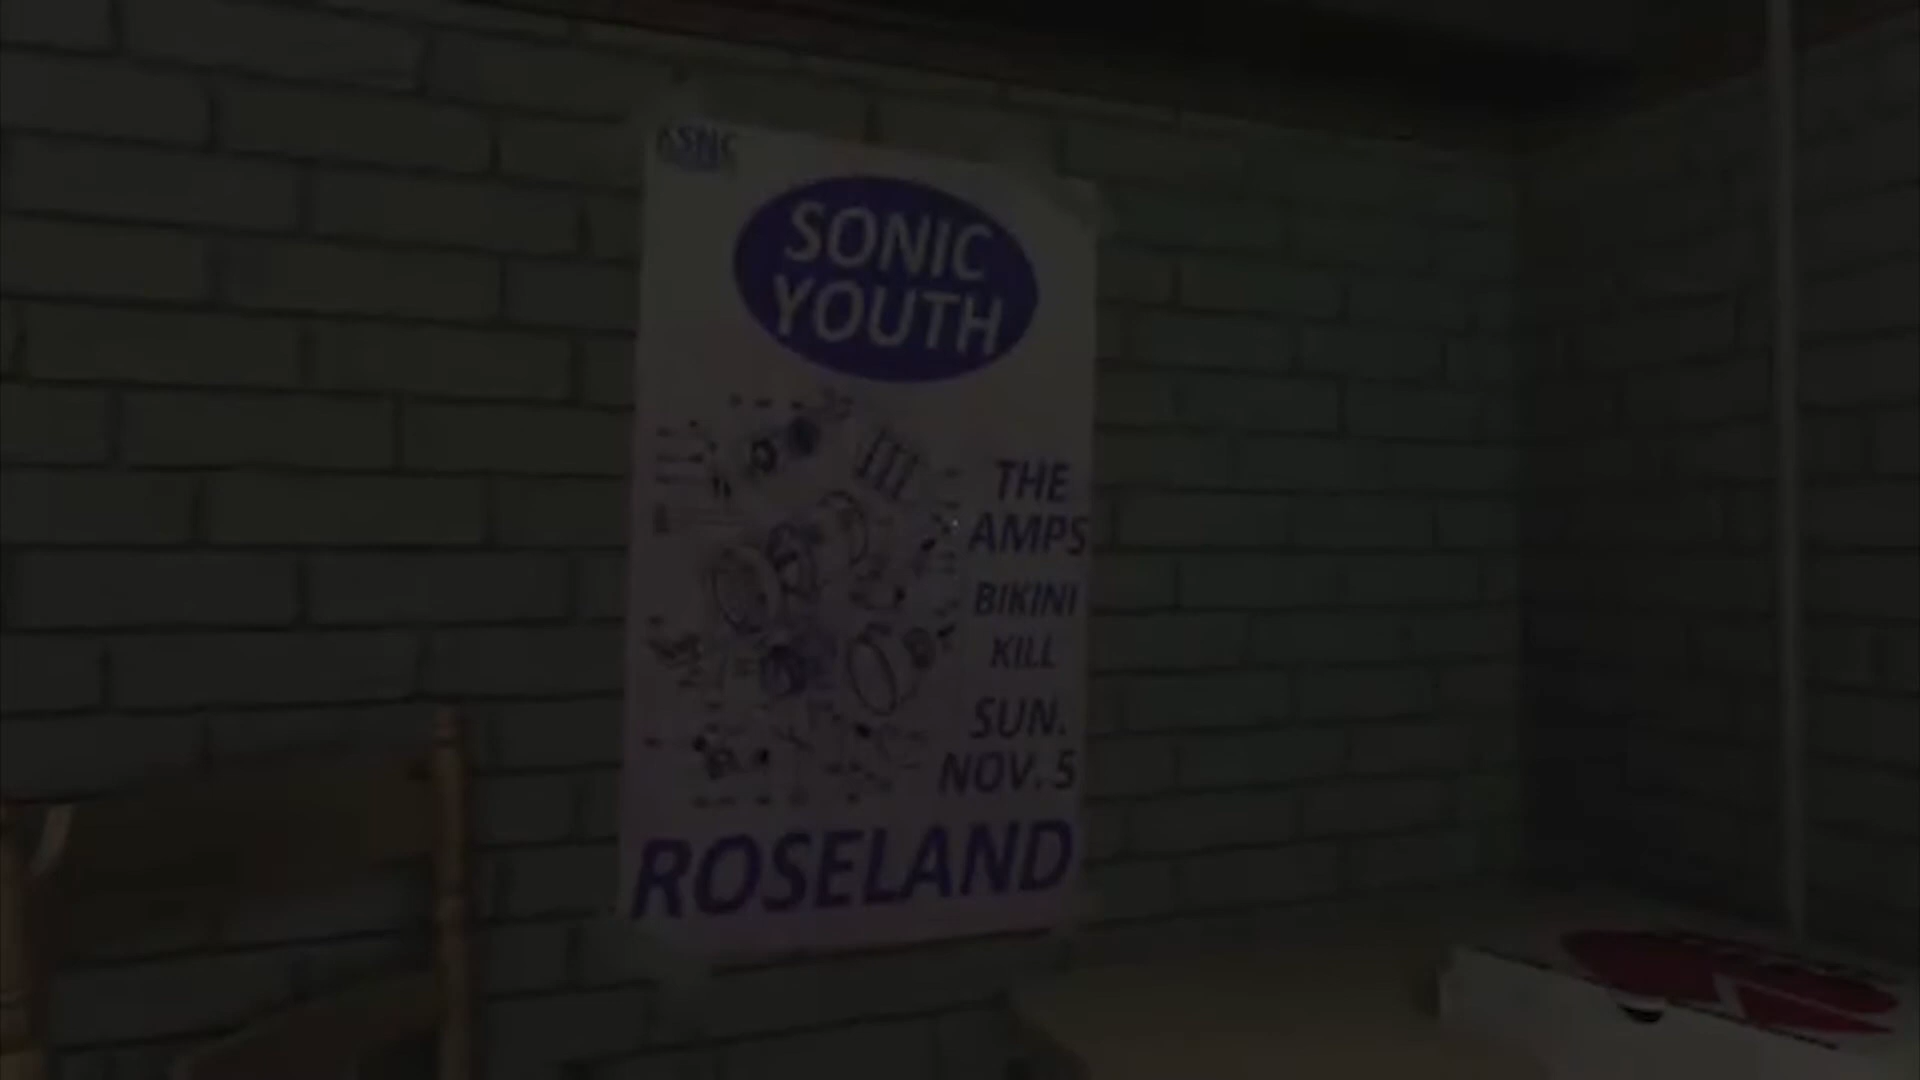 SONIC
YOUTH
THE
AMPS
BIKINI
KILL
SUN.
NOV. 5
ROSELAND